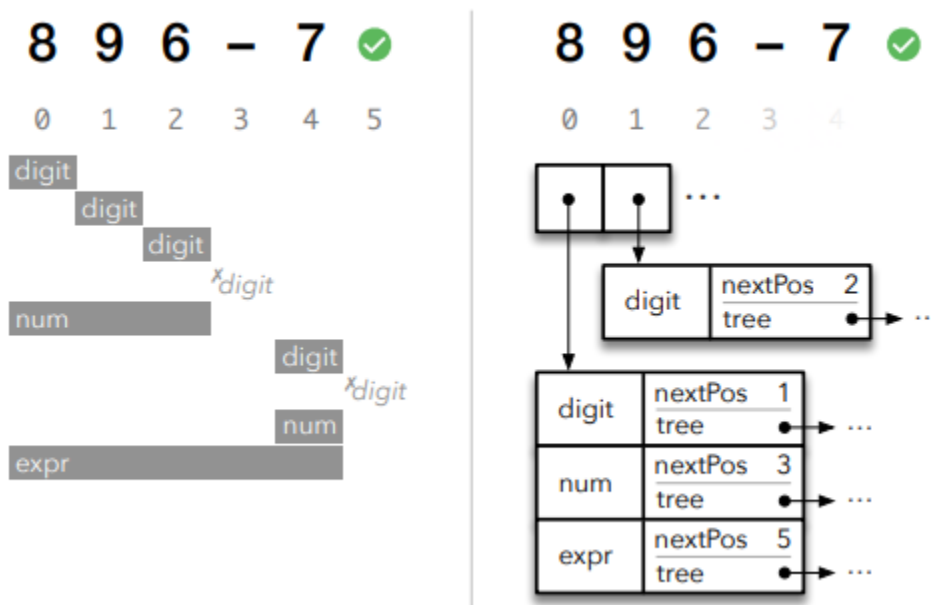 8 9 6 – 7
0 1 2 3 4 5
digit
digit
digit
x digit
num
digit
x digit
num
expr
8 9 6 – 7
0 1 2 3 4
...
digit nextPos 2
tree ..
digit nextPos 1
tree ...
num nextPos 3
tree ...
expr nextPos 5
tree ...